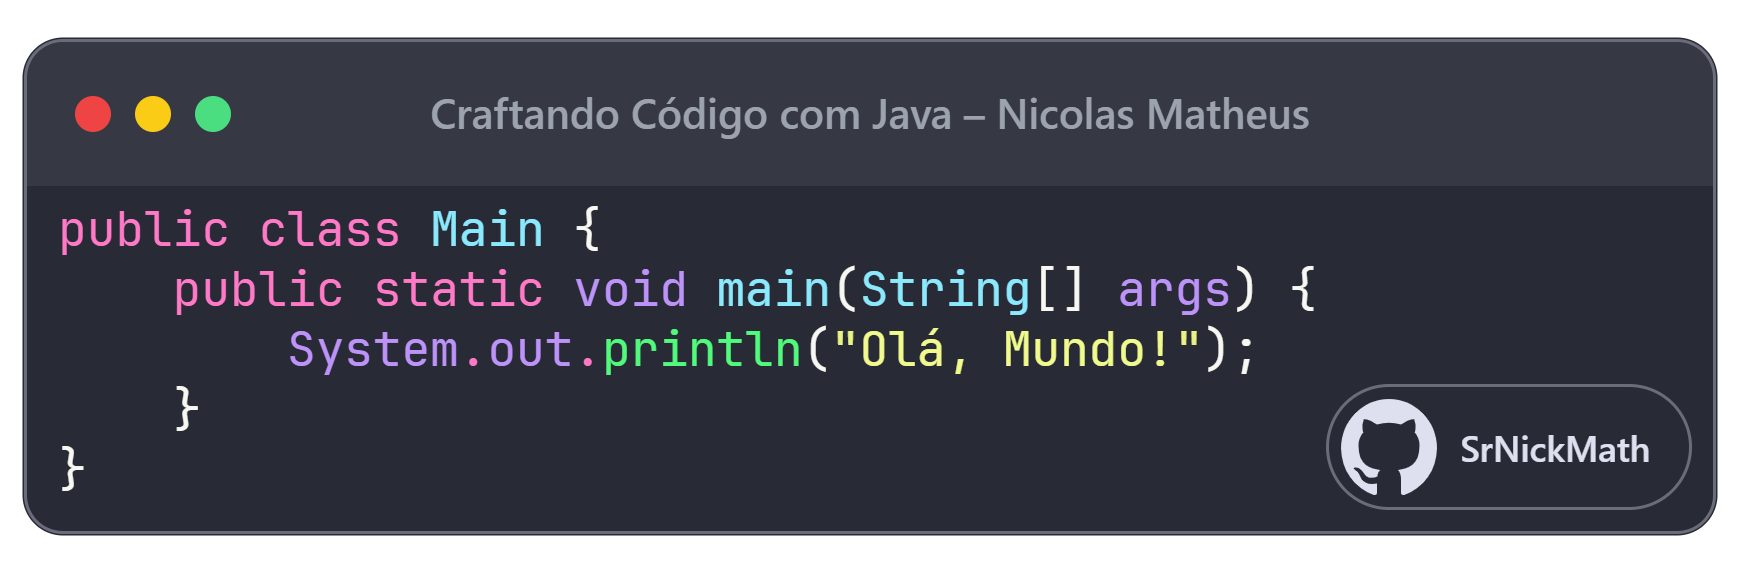 Craftando Código com Java – Nicolas Matheus
public class Main {
    public static void main(String[] args) {
        System.out.println("Olá, Mundo!");
    }
}
SrNickMath